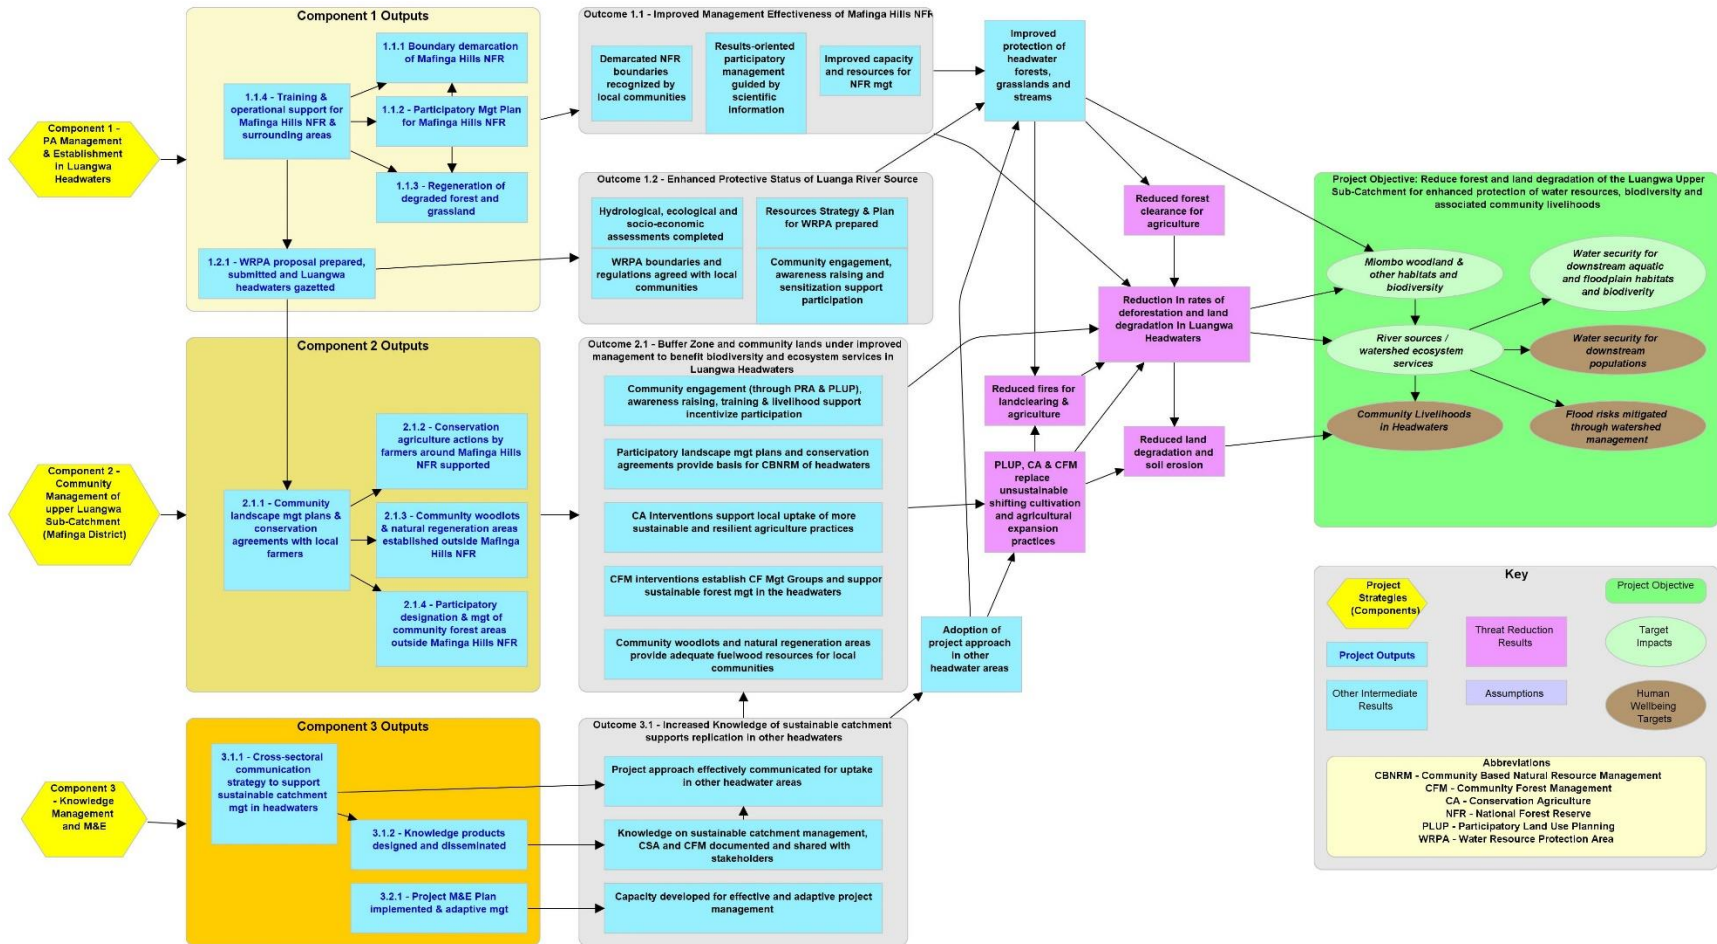 Component 1 -
PA Management
& Establishment
in Luangwa
Headwaters
Component 1 Outputs
1.1.1 Boundary demarcation
of Mafinga Hills NFR
1.1.4 - Training &
operational support for
Mafinga Hills NFR &
surrounding areas
1.1.2 - Participatory Mgt Plan
for Mafinga Hills NFR
1.1.3 - Regeneration of
degraded forest and
grassland
1.2.1 - WRPA proposal prepared,
submitted and Luangwa
headwaters gazetted
Outcome 1.1 - Improved Management Effectiveness of Mafinga Hills NFR
Demarcated NFR
boundaries
recognized by
local communities
Results-oriented
participatory
management
guided by
scientific
Information
Improved capacity
and resources for
NFR mgt
Outcome 1.2 - Enhanced Protective Status of Luanga River Source
Hydrological, ecological and
socio-economic
assessments completed
Resources Strategy & Plan
for WRPA prepared
WRPA boundaries and
regulations agreed with local
communities
Community engagement,
awareness raising and
sensitization support
participation
Improved
protection of
headwater
forests,
grasslands and
streams
Reduced forest
clearance for
agriculture
Reduction in rates of
deforestation and land
degradation in Luangwa
Headwaters
Reduced fires for
landclearing &
agriculture
Reduced land
degradation and
soil erosion
PLUP, CA & CFM
replace
unsustainable
shifting cultivation
and agricultural
expansion
practices
Adoption of
project approach
in other
headwater areas
Project Objective: Reduce forest and land degradation of the Luangwa Upper
Sub-Catchment for enhanced protection of water resources, biodiversity and
associated community livelihoods
Miombo woodland &
other habitats and
biodiversity
Water security for
downstream aquatic
and floodplain habitats
and biodiverity
River sources /
watershed ecosystem
services
Water security for
downstream
populations
Community Livelihoods
in Headwaters
Flood risks mitigated
through watershed
management
Component 2 -
Community
Management of
upper Luangwa
Sub-Catchment
(Mafinga District)
Component 2 Outputs
2.1.2 - Conservation
agriculture actions by
farmers around Mafinga Hills
NFR supported
2.1.1 - Community
landscape mgt plans &
conservation
agreements with local
farmers
2.1.3 - Community woodlots
& natural regeneration areas
established outside Mafinga
Hills NFR
2.1.4 - Participatory
designation & mgt of
community forest areas
outside Mafinga Hills NFR
Outcome 2.1 - Buffer Zone and community lands under improved
management to benefit biodiversity and ecosystem services in
Luangwa Headwaters
Community engagement (through PRA & PLUP),
awareness raising, training & livelihood support
incentivize participation
Participatory landscape mgt plans and conservation
agreements provide basis for CBNRM of headwaters
CA Interventions support local uptake of more
sustainable and resilient agriculture practices
CFM interventions establish CF Mgt Groups and suppor
sustainable forest mgt in the headwaters
Community woodlots and natural regeneration areas
provide adequate fuelwood resources for local
communities
Component 3
- Knowledge
Management
and M&E
Component 3 Outputs
3.1.1 - Cross-sectoral
communication
strategy to support
sustainable catchment
mgt in headwaters
3.1.2 - Knowledge products
designed and disseminated
3.2.1 - Project M&E Plan
implemented & adaptive mgt
Outcome 3.1 - Increased Knowledge of sustainable catchment
supports replication in other headwaters
Project approach effectively communicated for uptake
in other headwater areas
Knowledge on sustainable catchment management,
CSA and CFM documented and shared with
stakeholders
Capacity developed for effective and adaptive project
management
Key
Project
Strategies
(Components)
Project Objective
Threat Reduction
Results
Target
Impacts
Project Outputs
Other Intermediate
Results
Assumptions
Human
Wellbeing
Targets
Abbreviations
CBNRM - Community Based Natural Resource Management
CFM - Community Forest Management
CA - Conservation Agriculture
NFR - National Forest Reserve
PLUP - Participatory Land Use Planning
WRPA - Water Resource Protection Area